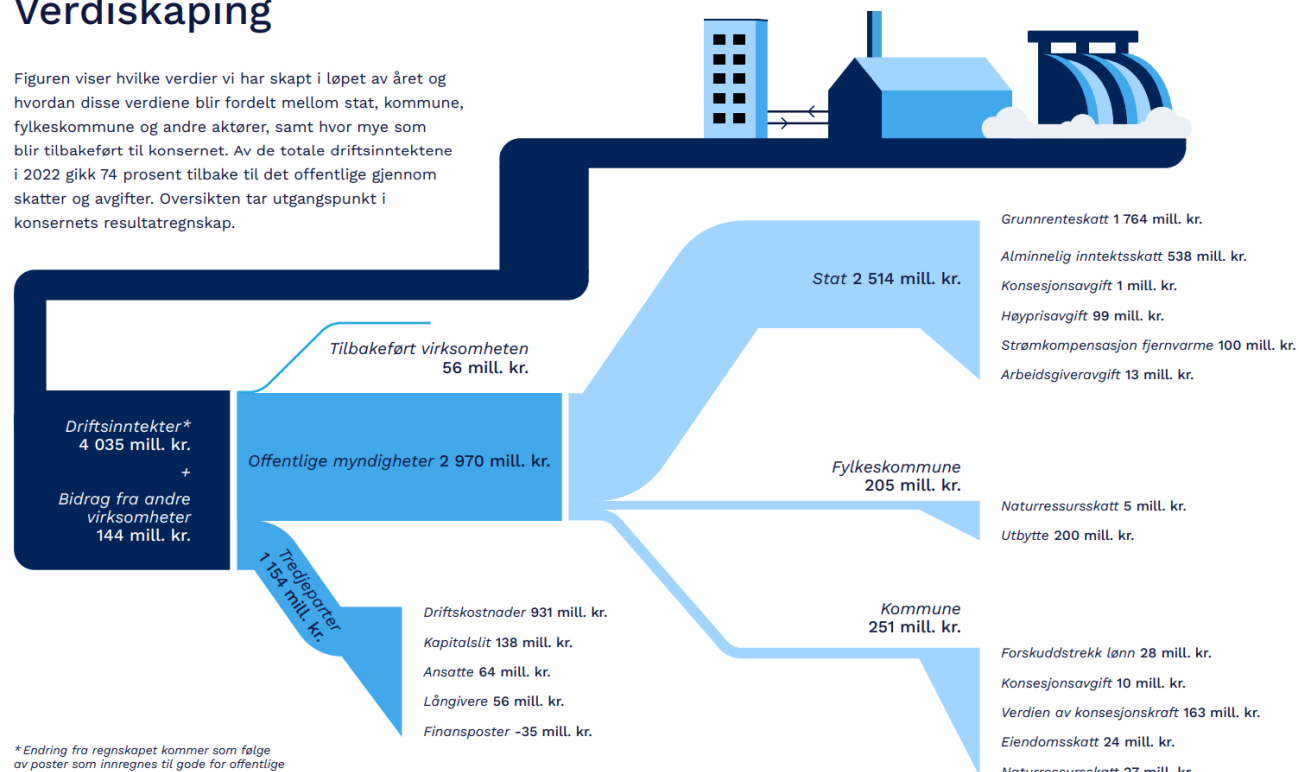 Verdiskaping
Figuren viser hvilke verdier vi har skapt i løpet av året og
hvordan disse verdiene blir fordelt mellom stat, kommune,
fylkeskommune og andre aktører, samt hvor mye som
blir tilbakeført til konsernet. Av de totale driftsinntektene
i 2022 gikk 74 prosent tilbake til det offentlige gjennom
skatter og avgifter. Oversikten tar utgangspunkt i
konsernets resultatregnskap.
Driftsinntekter*
4 035 mill. kr.
+
Bidrag fra andre
virksomheter
144 mill. kr.
Tilbakeført virksomheten
56 mill. kr.
Offentlige myndigheter 2 970 mill. kr.
Tredjeparter
1 154 mill. kr.
Driftskostnader 931 mill. kr.
Kapitalslit 138 mill. kr.
Ansatte 64 mill. kr.
Långivere 56 mill. kr.
Finansposter -35 mill. kr.
Stat 2 514 mill. kr.
Grunnrenteskatt 1 764 mill. kr.
Alminnelig inntektsskatt 538 mill. kr.
Konsesjonsavgift 1 mill. kr.
Høyprisavgift 99 mill. kr.
Strømkompensasjon fjernvarme 100 mill. kr.
Arbeidsgiveravgift 13 mill. kr.
Fylkeskommune
205 mill. kr.
Naturressursskatt 5 mill. kr.
Utbytte 200 mill. kr.
Kommune
251 mill. kr.
Forskuddstrekk lønn 28 mill. kr.
Konsesjonsavgift 10 mill. kr.
Verdien av konsesjonskraft 163 mill. kr.
Eiendomsskatt 24 mill. kr.
Naturressursskatt 27 mill. kr.
* Endring fra regnskapet kommer som følge
av poster som innregnes til gode for offentlige